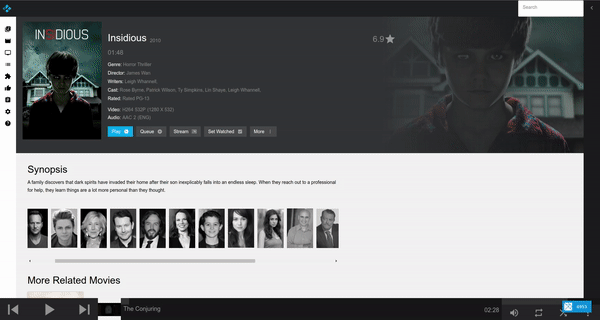 Search
INSIDIOUS
Insidious 2010
6.9
01:48
Genre: Horror Thriller
Director: James Wan,
Writers: Leigh Whannell,
Cast: Rose Byrne, Patrick Wilson, Ty Simpkins, Lin Shaye, Leigh Whannell,
Rated: Rated PG-13
Video: h264 532P (1280 X 532)
Audio: AAC 2 (ENG)
Play Queue Stream Set Watched More
Synopsis
A family discovers that dark spirits have invaded their home after their son inexplicably falls into an endless sleep. When they reach out to a professional
for help, they learn things are a lot more personal than they thought.
More Related Movies
The Conjuring
02:28